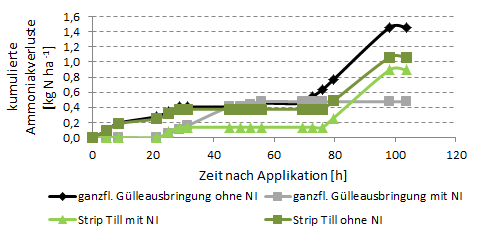 kumulierte
Ammoniakverluste
[kg N ha⁻¹]
1,6
1,4
1,2
1,0
0,8
0,6
0,4
0,2
0,0
0 20 40 60 80 100 120
Zeit nach Applikation [h]
ganzfl. Gülleausbringung ohne NI
ganzfl. Gülleausbringung mit NI
Strip Till mit NI
Strip Till ohne NI